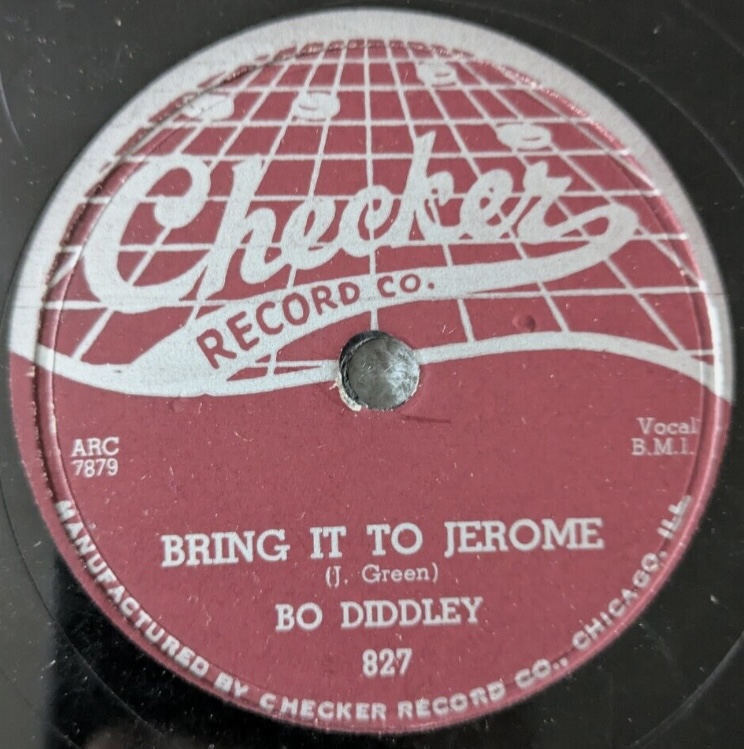 Checker
RECORD CO.
ARC
7879
Vocal
B.M.I.
BRING IT TO JEROME
(J. Green)
BO DIDDLEY
827
MANUFACTURED BY CHECKER RECORD CO., CHICAGO, ILL.